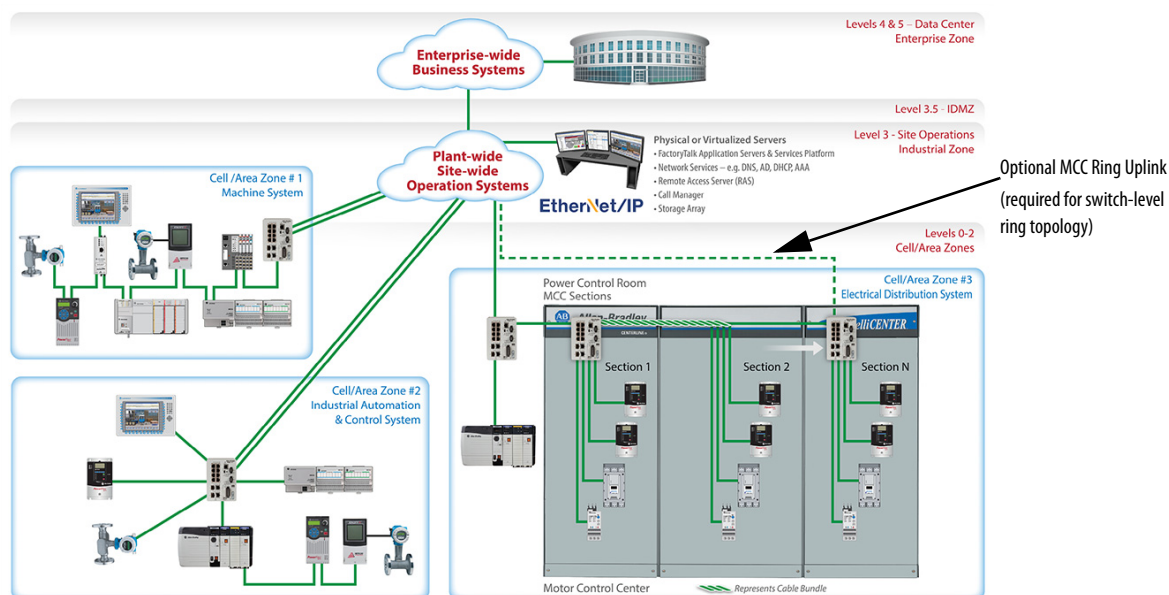 Levels 4 & 5 – Data Center
Enterprise Zone
Enterprise-wide
Business Systems
Level 3.5 - IDMZ
Level 3 - Site Operations
Industrial Zone
Physical or Virtualized Servers
• FactoryTalk Application Servers & Services Platform
• Network Services – e.g. DNS, AD, DHCP, AAA
• Remote Access Server (RAS)
• Call Manager
• Storage Array
Plant-wide
Site-wide
Operation Systems
EtherNet/IP
Optional MCC Ring Uplink
(required for switch-level
ring topology)
Cell /Area Zone # 1
Machine System
Levels 0-2
Cell/Area Zones
Power Control Room
MCC Sections
Cell/Area Zone #3
Electrical Distribution System
AB Allen-Bradley
CENTERLINE
elliCENTER
Section 1
Section 2
Section N
Cell/Area Zone #2
Industrial Automation
& Control System
Motor Control Center
Represents Cable Bundle